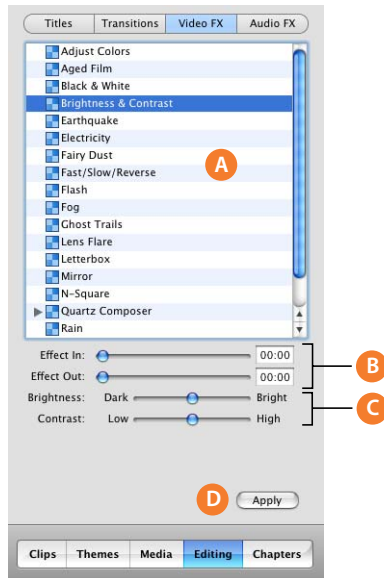 Titles Transitions Video FX Audio FX
Adjust Colors
Aged Film
Black & White
Brightness & Contrast
Earthquake
Electricity
Fairy Dust
A
Fast/Slow/Reverse
Flash
Fog
Ghost Trails
Lens Flare
Letterbox
Mirror
N-Square
Quartz Composer
Rain
Effect In: 00:00
B
Effect Out: 00:00
Brightness: Dark Bright
C
Contrast: Low High
D Apply
Clips Themes Media Editing Chapters